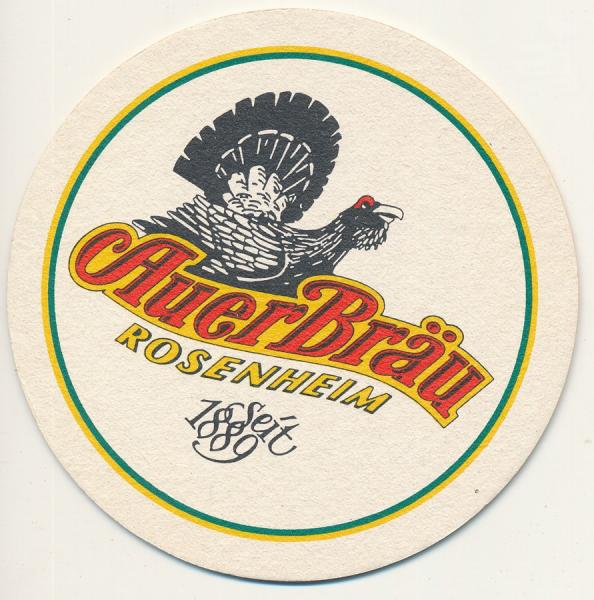 AuerBräu
ROSENHEIM
Seit
1889